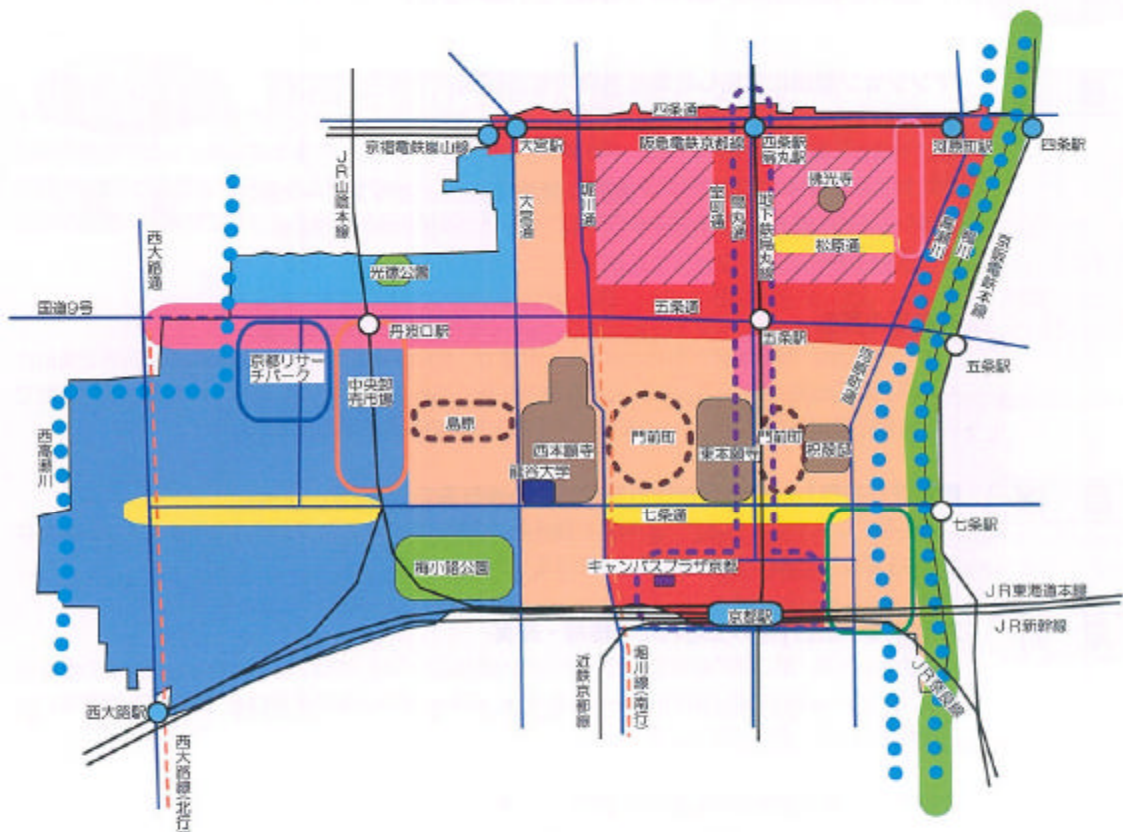 四条通
京福電鉄嵐山線
大宮駅
阪急電鉄京都線
四条駅
烏丸駅
河原町駅
四条駅
JR山陰本線
大宮通
堀川通
室町通
烏丸通
地下鉄烏丸線
佛光寺
松原通
高瀬川
鴨川
京阪電鉄本線
西大路通
光徳公園
国道9号
五条通
丹波口駅
五条駅
五条駅
京都リサー
チパーク
中央卸
売市場
島原
西本願寺
龍谷大学
門前町
東本願寺
門前町
枳殻邸
河原町通
西高瀬川
七条通
七条駅
梅小路公園
キャンパスプラザ京都
京都駅
JR東海道本線
JR新幹線
JR奈良線
近鉄京都線
堀川線(南行)
西大路駅
西大路線(北行